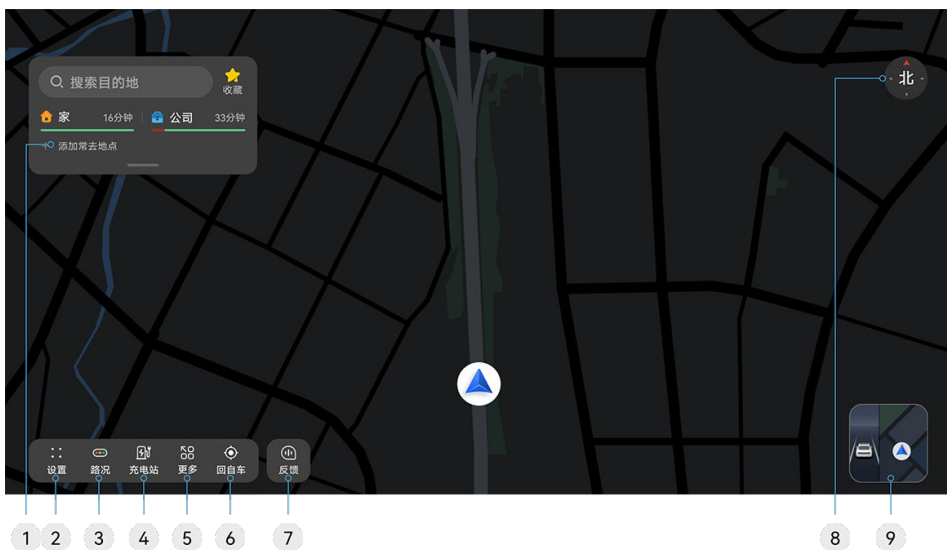 搜索目的地
收藏
家 16分钟 公司 33分钟
添加常去地点
北
设置 路况 充电站 更多 回自车 反馈
1 2 3 4 5 6 7 8 9